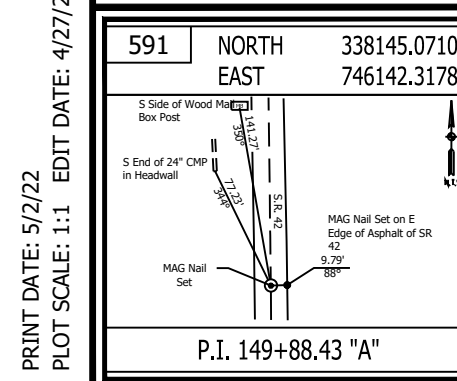 PRINT DATE: 5/2/22
PLOT SCALE: 1:1 EDIT DATE: 4/27/2
591
NORTH 338145.0710
EAST 746142.3178
S Side of Wood Mailbox
Box Post
141.27'
350°
S End of 24" CMP
in Headwall
77.23'
344°
S.R. 42
MAG Nail Set on E
Edge of Asphalt of SR
42
9.79'
88°
MAG Nail
Set
P.I. 149+88.43 "A"